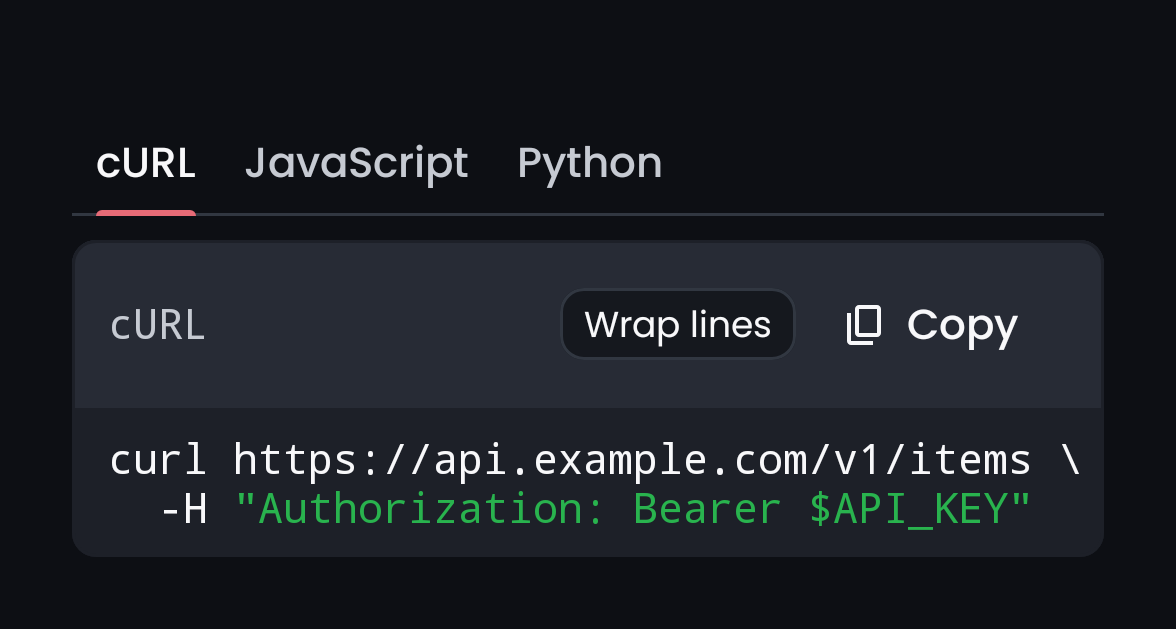 cURL JavaScript Python
cURL Wrap lines Copy
curl https://api.example.com/v1/items \
  -H "Authorization: Bearer $API_KEY"